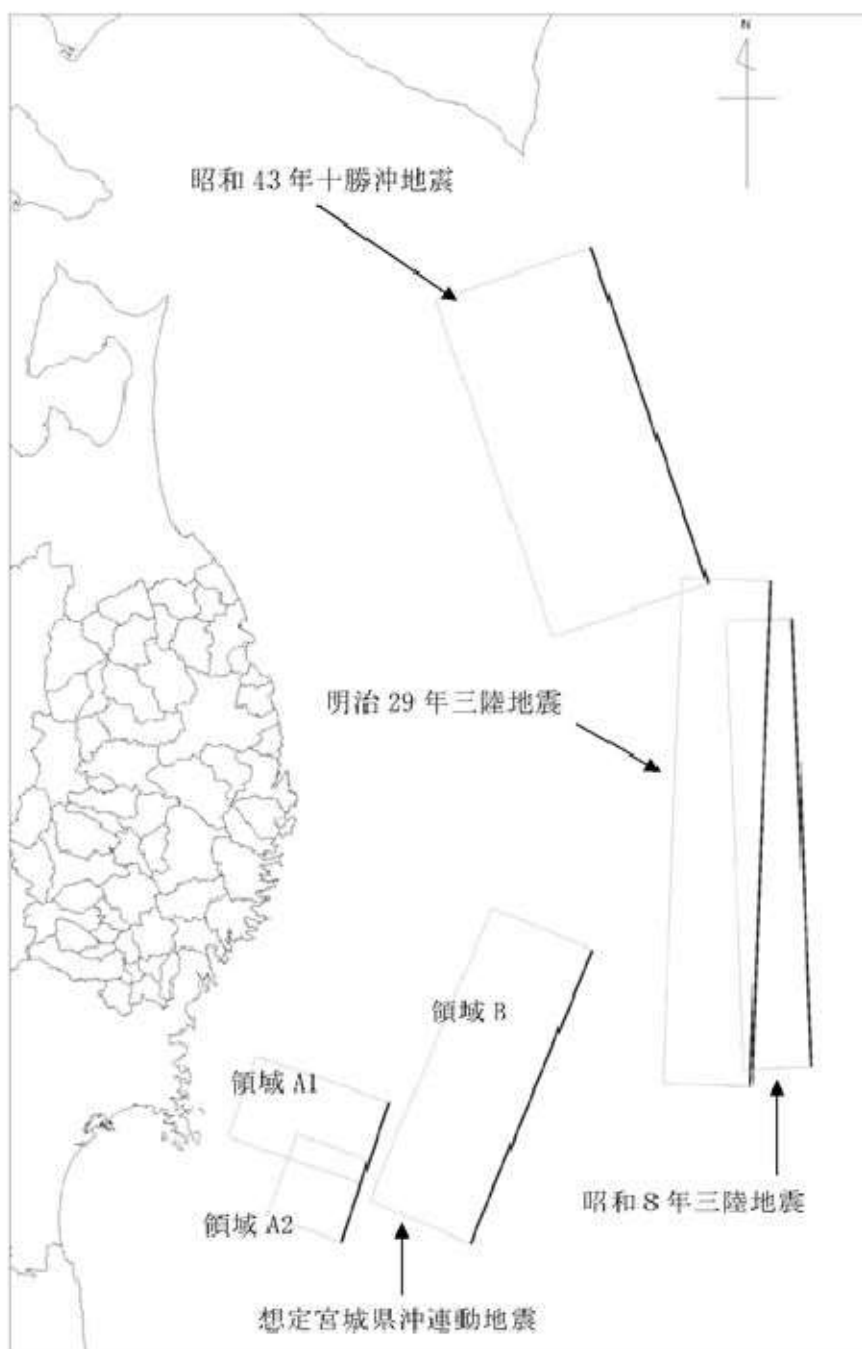 N
昭和 43 年十勝沖地震
明治 29 年三陸地震
領域 B
領域 A1
昭和 8 年三陸地震
領域 A2
想定宮城県沖連動地震